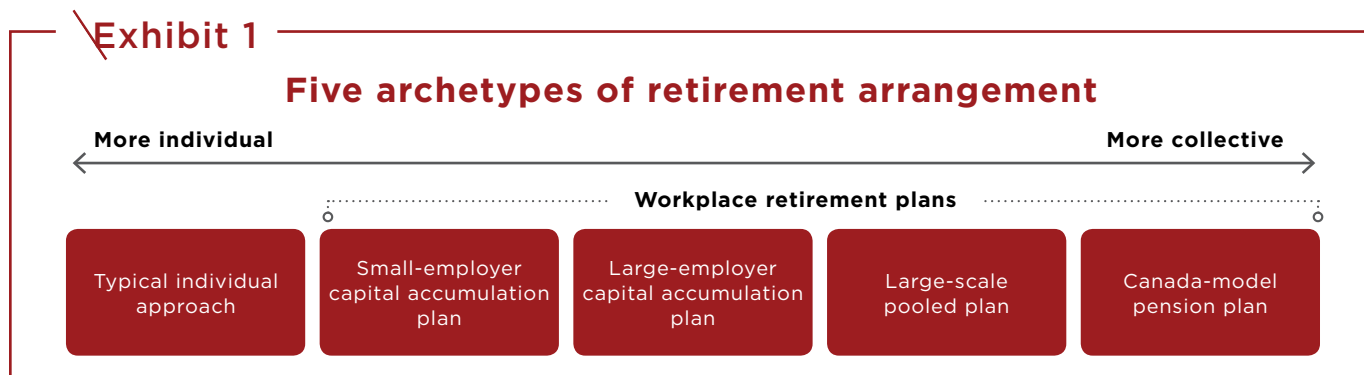 Exhibit 1
Five archetypes of retirement arrangement
More individual
More collective
Workplace retirement plans
Typical individual
approach
Small-employer
capital accumulation
plan
Large-employer
capital accumulation
plan
Large-scale
pooled plan
Canada-model
pension plan